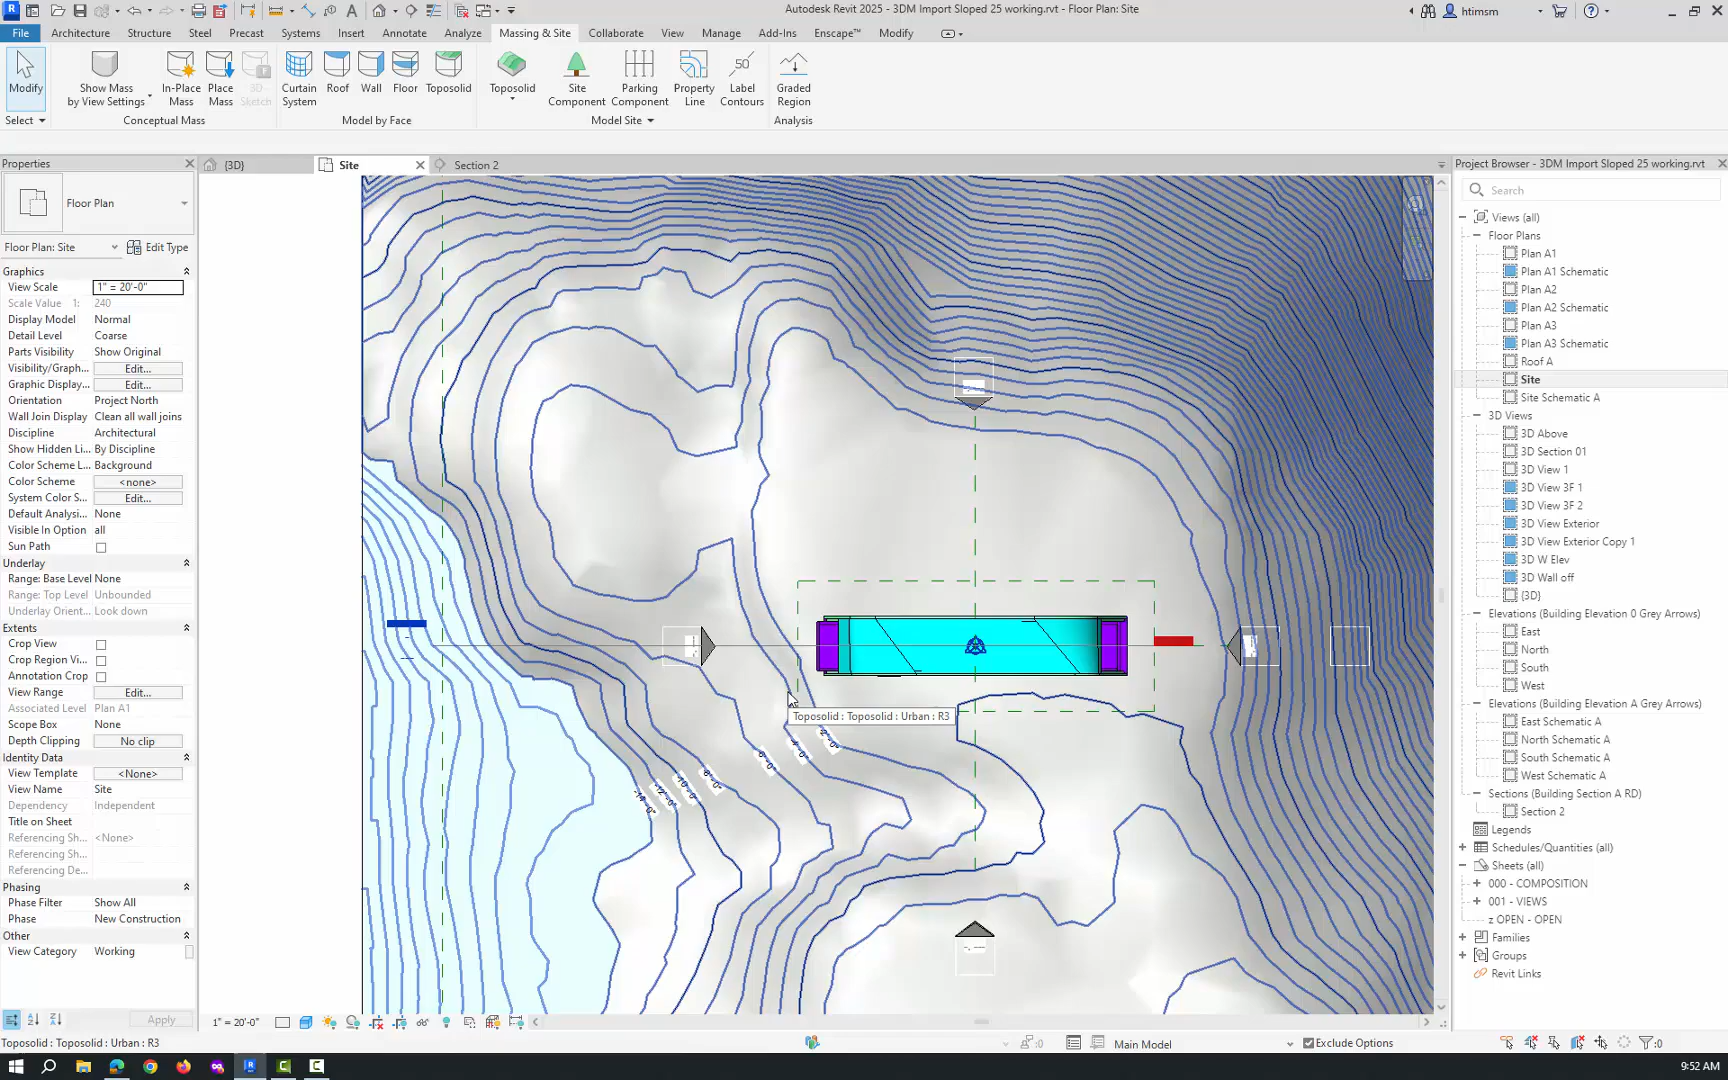 Autodesk Revit 2025 - 3DM Import Sloped 25 working.rvt - Floor Plan: Site
htimsm
File
Architecture
Structure
Steel
Precast
Systems
Insert
Annotate
Analyze
Massing & Site
Collaborate
View
Manage
Add-Ins
Enscape™
Modify
Modify
Show Mass
by View Settings
In-Place
Mass
Place
Mass
3D
Sketch
Curtain
System
Roof
Wall
Floor
Toposolid
Toposolid
Site
Component
Parking
Component
Property
Line
50
Label
Contours
Graded
Region
Select
Conceptual Mass
Model by Face
Model Site
Analysis
Properties
Floor Plan
Floor Plan: Site
Edit Type
Graphics
View Scale
1" = 20'-0"
Scale Value 1:
240
Display Model
Normal
Detail Level
Coarse
Parts Visibility
Show Original
Visibility/Graph...
Edit...
Graphic Display...
Edit...
Orientation
Project North
Wall Join Display
Clean all wall joins
Discipline
Architectural
Show Hidden Li...
By Discipline
Color Scheme L...
Background
Color Scheme
<none>
System Color S...
Edit...
Default Analysi...
None
Visible In Option
all
Sun Path
Underlay
Range: Base Level
None
Range: Top Level
Unbounded
Underlay Orient...
Look down
Extents
Crop View
Crop Region Vi...
Annotation Crop
View Range
Edit...
Associated Level
Plan A1
Scope Box
None
Depth Clipping
No clip
Identity Data
View Template
<None>
View Name
Site
Dependency
Independent
Title on Sheet
Referencing Sh...
<None>
Referencing Sh...
Referencing De...
Phasing
Phase Filter
Show All
Phase
New Construction
Other
View Category
Working
Apply
{3D}
Site
Section 2
Toposolid : Toposolid : Urban : R3
1" = 20'-0"
Project Browser - 3DM Import Sloped 25 working.rvt
Search
Views (all)
Floor Plans
Plan A1
Plan A1 Schematic
Plan A2
Plan A2 Schematic
Plan A3
Plan A3 Schematic
Roof A
Site
Site Schematic A
3D Views
3D Above
3D Section 01
3D View 1
3D View 3F 1
3D View 3F 2
3D View Exterior
3D View Exterior Copy 1
3D W Elev
3D Wall off
{3D}
Elevations (Building Elevation 0 Grey Arrows)
East
North
South
West
Elevations (Building Elevation A Grey Arrows)
East Schematic A
North Schematic A
South Schematic A
West Schematic A
Sections (Building Section A RD)
Section 2
Legends
Schedules/Quantities (all)
Sheets (all)
000 - COMPOSITION
001 - VIEWS
z OPEN - OPEN
Families
Groups
Revit Links
Toposolid : Toposolid : Urban : R3
:0
Main Model
Exclude Options
:0
9:52 AM